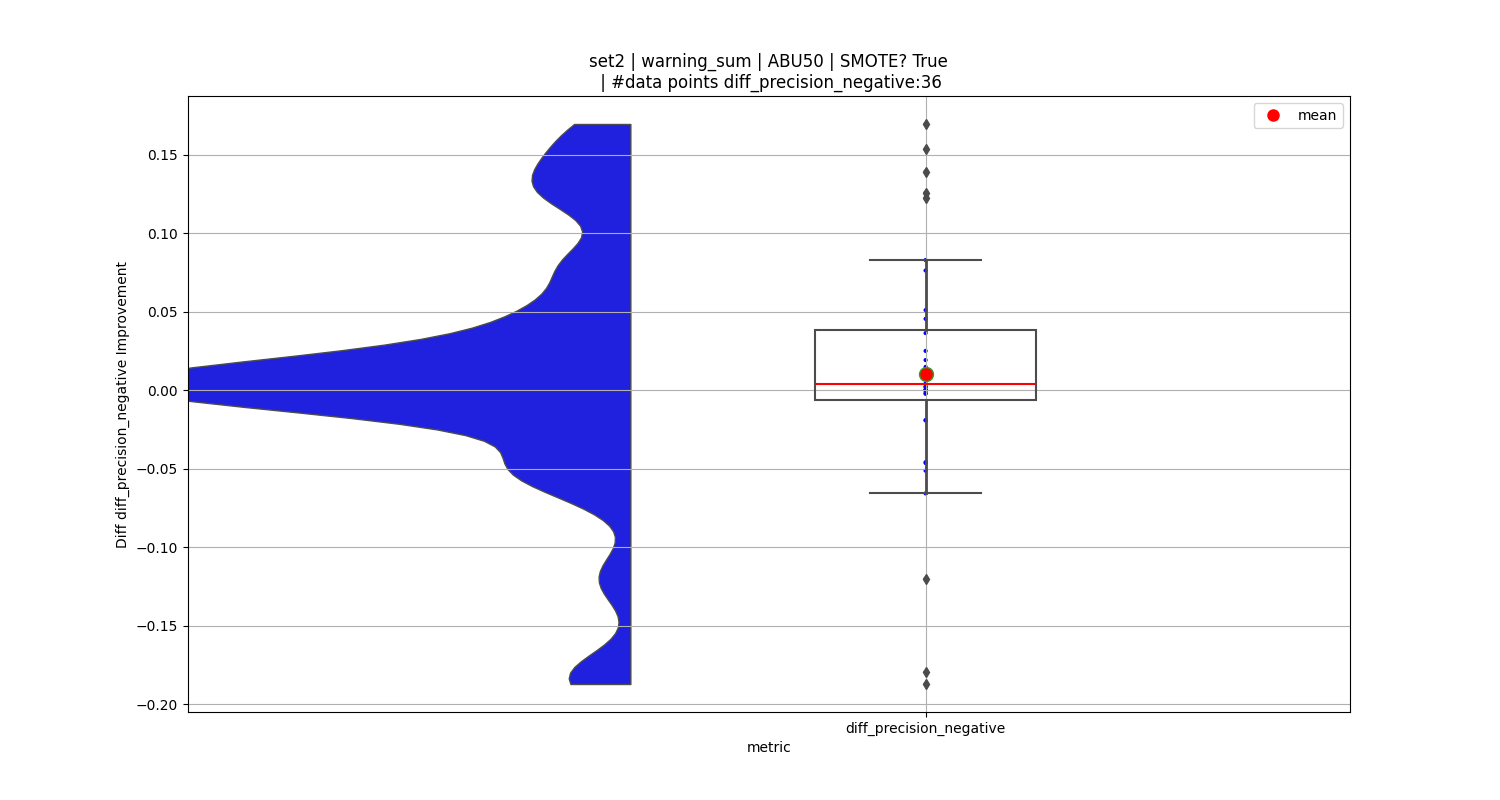 set2 | warning_sum | ABU50 | SMOTE? True
| #data points diff_precision_negative:36
mean
0.15
0.10
0.05
0.00
−0.05
−0.10
−0.15
−0.20
Diff diff_precision_negative Improvement
diff_precision_negative
metric